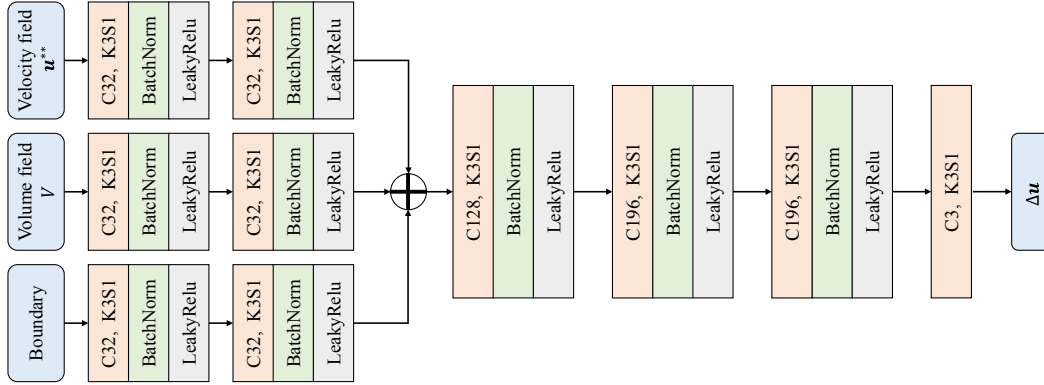 Velocity field
u**
C32, K3S1
BatchNorm
LeakyRelu
C32, K3S1
BatchNorm
LeakyRelu
Volume field
V
C32, K3S1
BatchNorm
LeakyRelu
C32, K3S1
BatchNorm
LeakyRelu
Boundary
C32, K3S1
BatchNorm
LeakyRelu
C32, K3S1
BatchNorm
LeakyRelu
C128, K3S1
BatchNorm
LeakyRelu
C196, K3S1
BatchNorm
LeakyRelu
C196, K3S1
BatchNorm
LeakyRelu
C3, K3S1
Δu